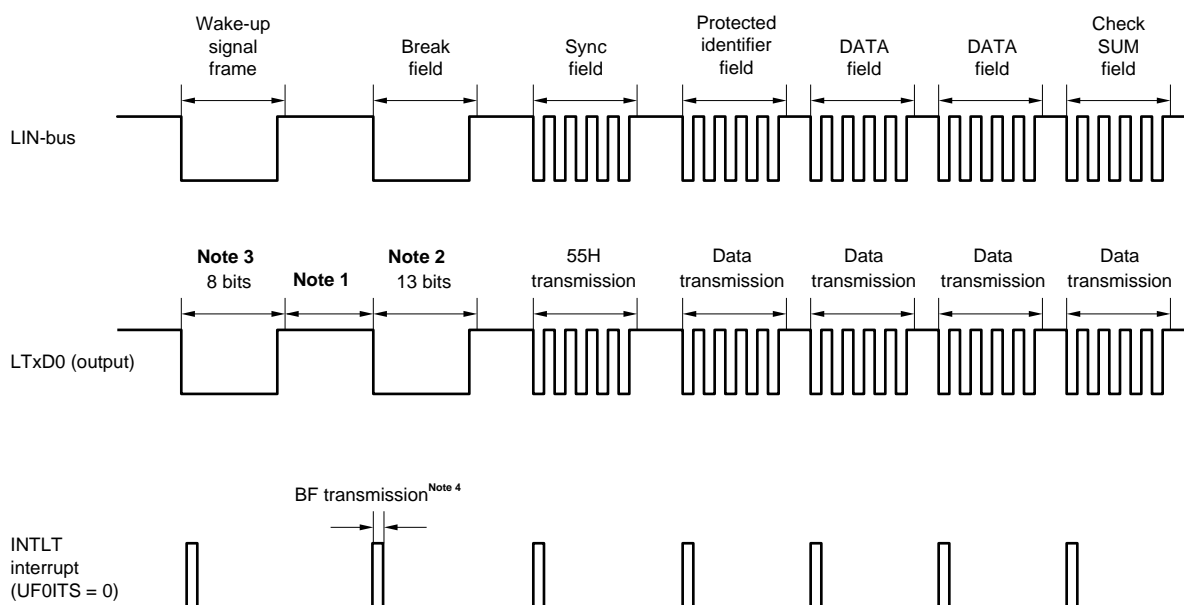 Wake-up
signal
frame
Break
field
Sync
field
Protected
identifier
field
DATA
field
DATA
field
Check
SUM
field
LIN-bus
Note 3
8 bits
Note 1
Note 2
13 bits
55H
transmission
Data
transmission
Data
transmission
Data
transmission
Data
transmission
LTxD0 (output)
BF transmission Note 4
INTLT
interrupt
(UF0ITS = 0)